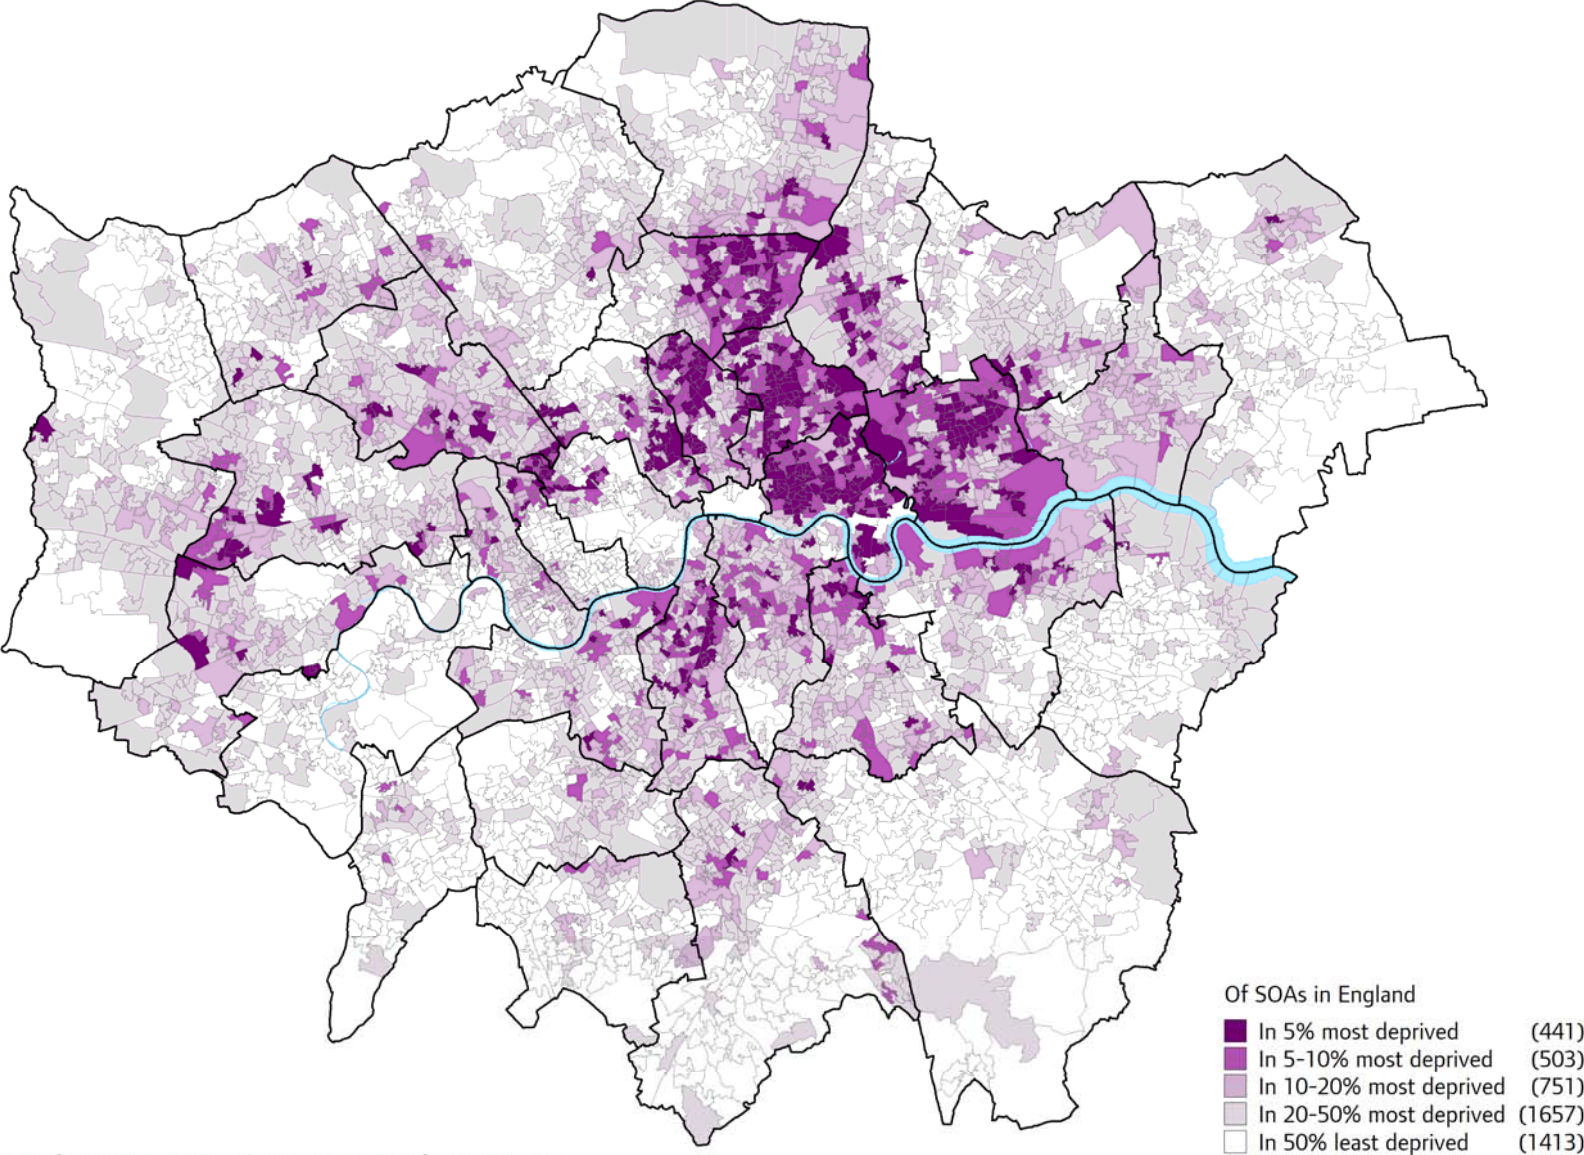 Of SOAs in England
In 5% most deprived (441)
In 5-10% most deprived (503)
In 10-20% most deprived (751)
In 20-50% most deprived (1657)
In 50% least deprived (1413)